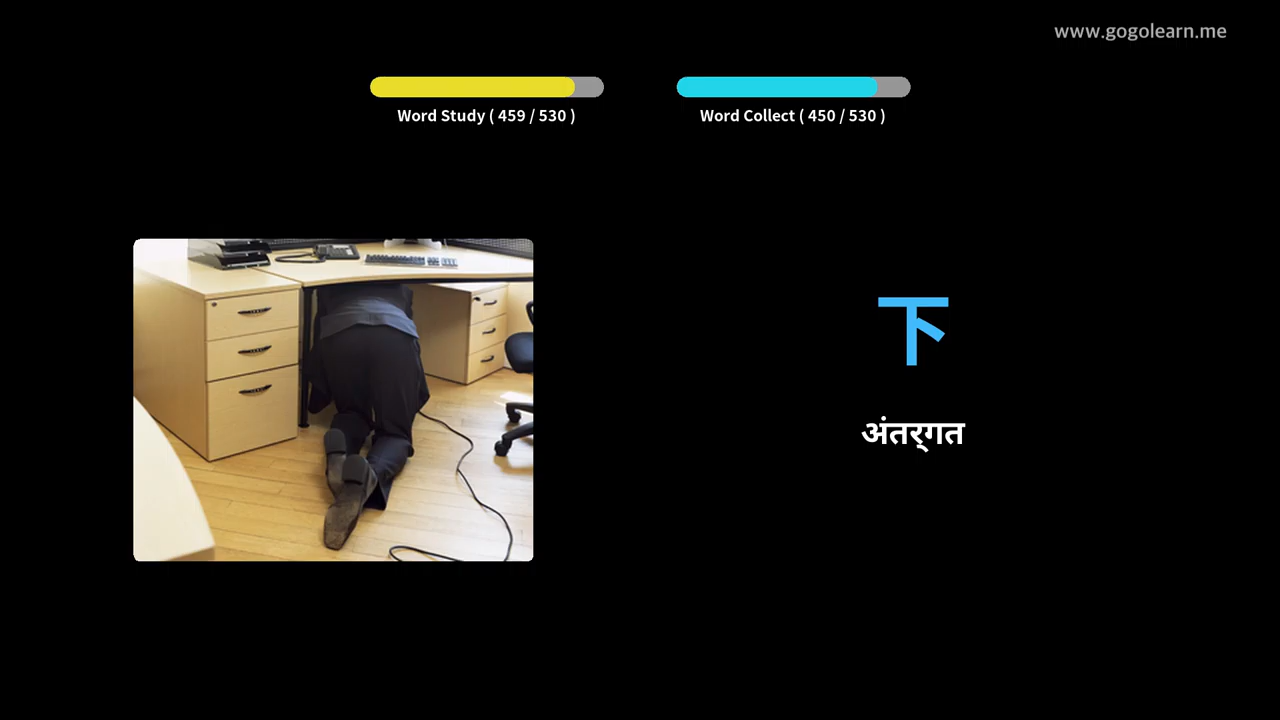 www.gogolearn.me
Word Study ( 459 / 530 )
Word Collect ( 450 / 530 )
下
अंतर्‌गत